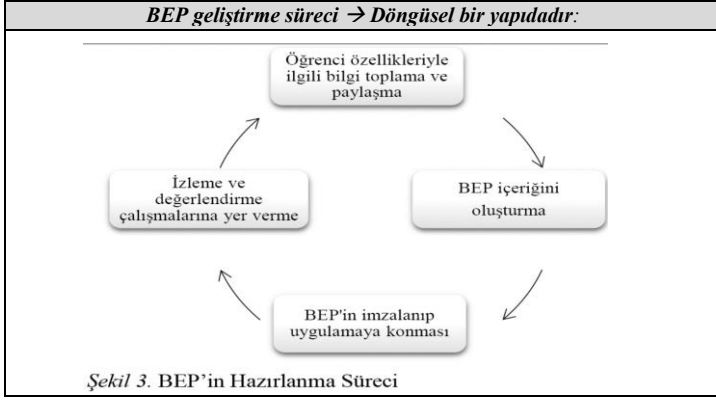 BEP geliştirme süreci → Döngüsel bir yapıdadır:
Öğrenci özellikleriyle
ilgili bilgi toplama ve
paylaşma
BEP içeriğini
oluşturma
BEP'in imzalanıp
uygulamaya konması
İzleme ve
değerlendirme
çalışmalarına yer verme
Şekil 3. BEP’in Hazırlanma Süreci